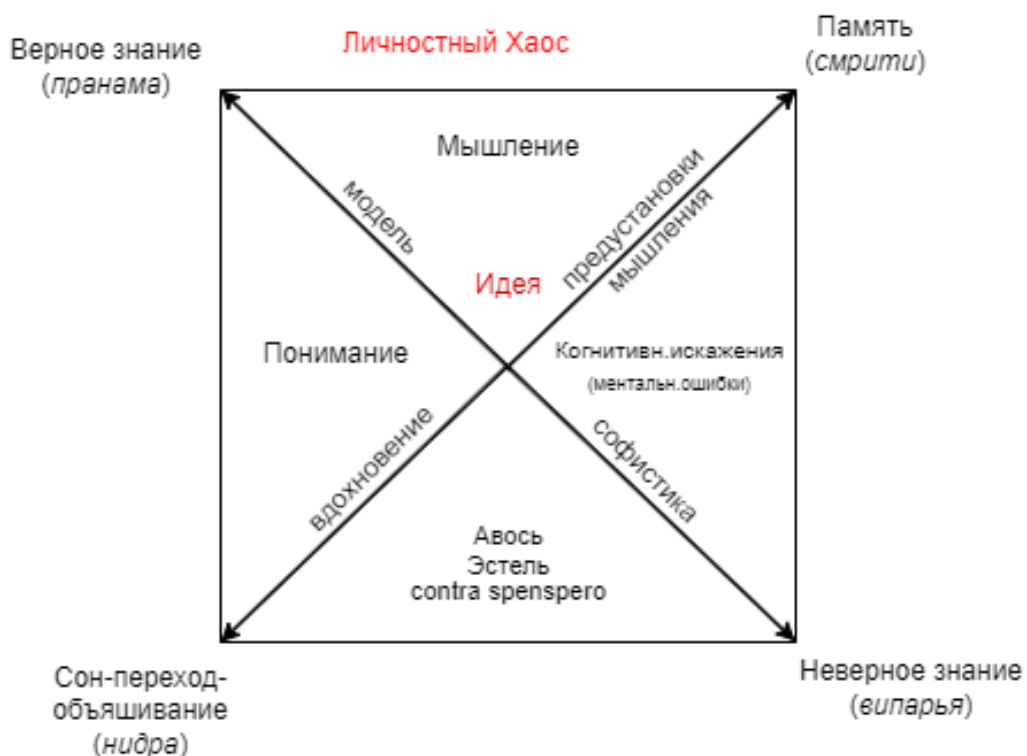 Личностный Хаос
Верное знание
(пранама)
Память
(смрити)
Мышление
модель
предустановки
мышления
Идея
Понимание
Когнитивн.искажения
(ментальн.ошибки)
вдохновение
софистика
Авось
Эстель
contra spenspero
Сон-переход-
объяшивание
(нидра)
Неверное знание
(випарья)